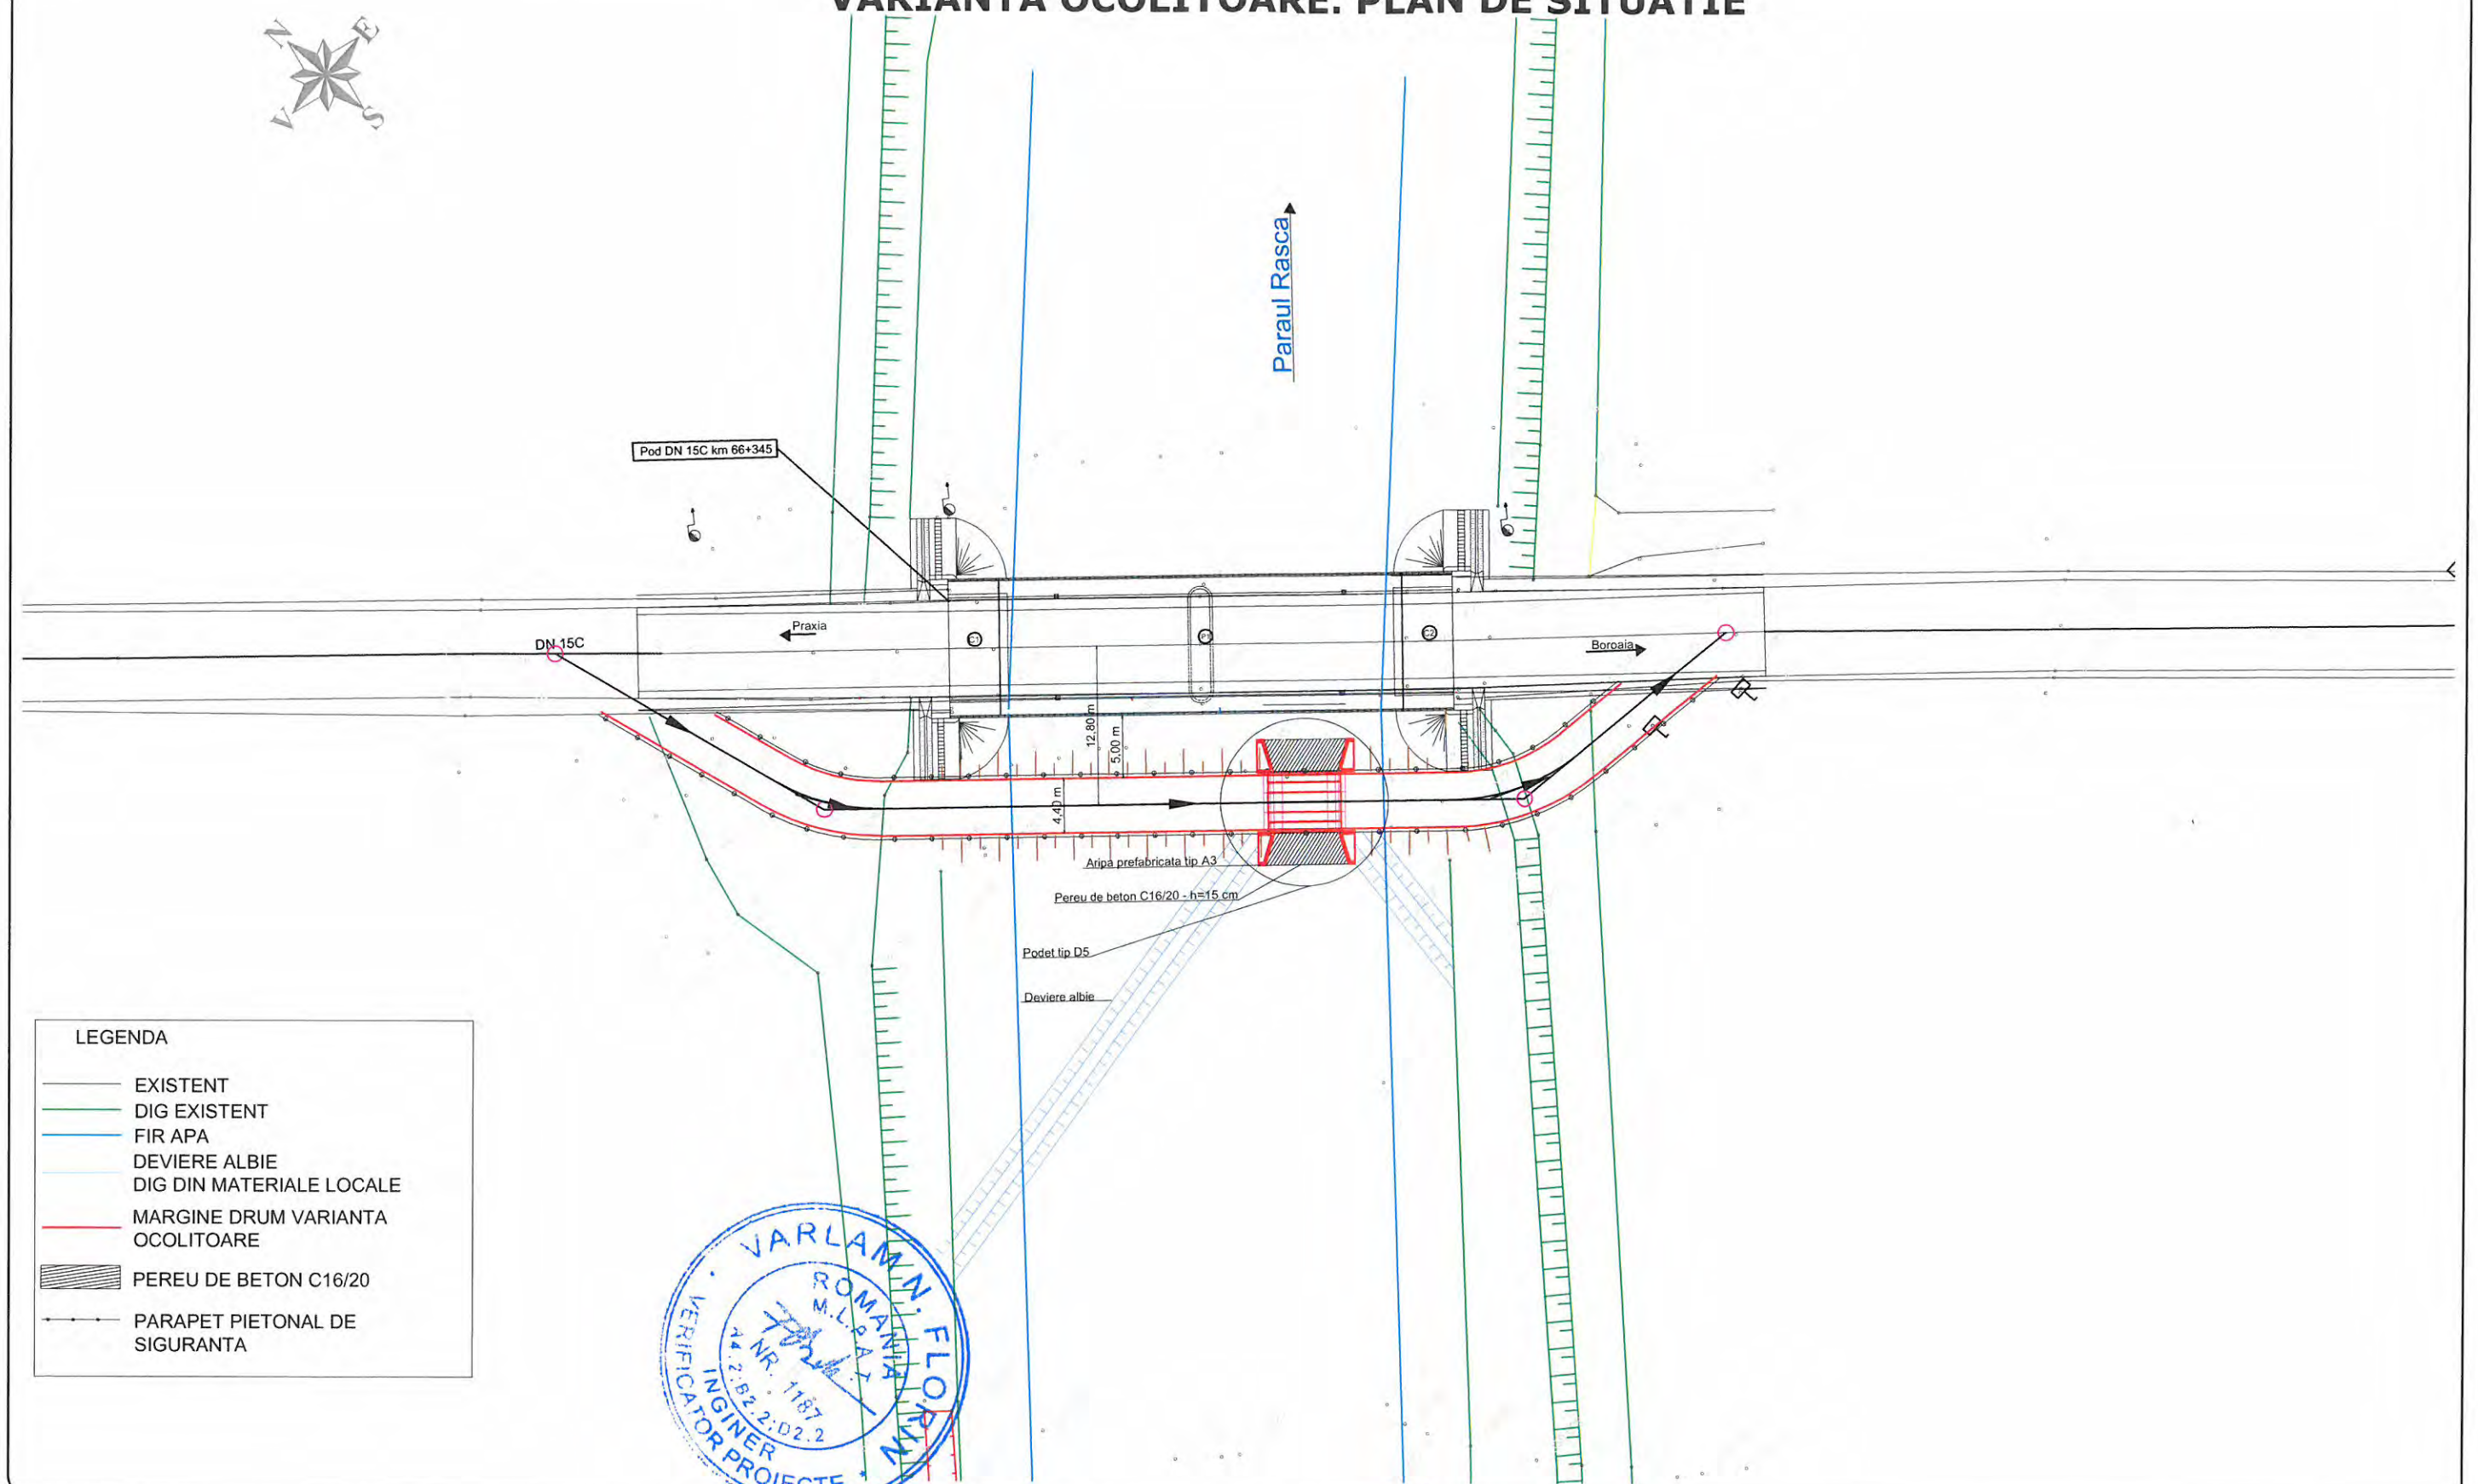 VARIANTA OCOLITOARE. PLAN DE SITUATIE
N
E
V
S
Paraul Rasca
Pod DN 15C km 66+345
DN 15C
Praxia
C1
P1
C2
Boroaia
12,80 m
5,00 m
4,40 m
Aripa prefabricata tip A3
Pereu de beton C16/20 - h=15 cm
Podet tip D5
Deviere albie
LEGENDA
EXISTENT
DIG EXISTENT
FIR APA
DEVIERE ALBIE
DIG DIN MATERIALE LOCALE
MARGINE DRUM VARIANTA
OCOLITOARE
PEREU DE BETON C16/20
PARAPET PIETONAL DE
SIGURANTA
VARLAM N. FLORIN
ROMANIA
M.L.P.A.T.
NR. 1187
A4.2;B2.2;D2.2
INGINER
VERIFICATOR PROIECTE